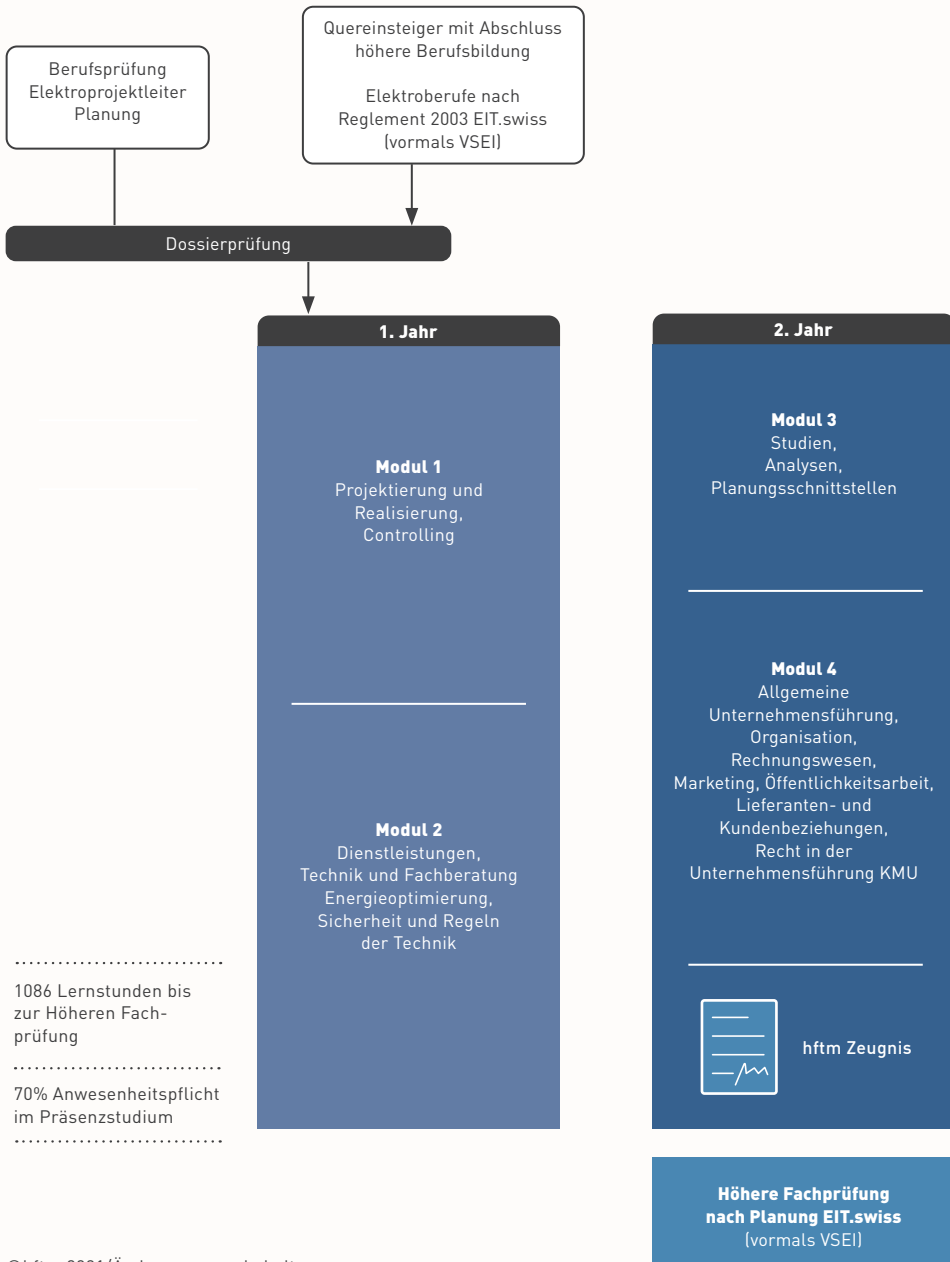 Berufsprüfung
Elektroprojektleiter
Planung
Quereinsteiger mit Abschluss
höhere Berufsbildung
Elektroberufe nach
Reglement 2003 EIT.swiss
(vormals VSEI)
Dossierprüfung
1. Jahr
Modul 1
Projektierung und
Realisierung,
Controlling
Modul 2
Dienstleistungen,
Technik und Fachberatung
Energieoptimierung,
Sicherheit und Regeln
der Technik
2. Jahr
Modul 3
Studien,
Analysen,
Planungsschnittstellen
Modul 4
Allgemeine
Unternehmensführung,
Organisation,
Rechnungswesen,
Marketing, Öffentlichkeitsarbeit,
Lieferanten- und
Kundenbeziehungen,
Recht in der
Unternehmensführung KMU
hftm Zeugnis
1086 Lernstunden bis
zur Höheren Fach-
prüfung
70% Anwesenheitspflicht
im Präsenzstudium
Höhere Fachprüfung
nach Planung EIT.swiss
(vormals VSEI)